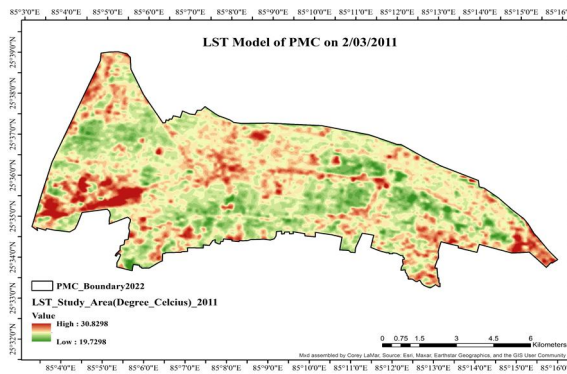 85°3'0"E 85°4'0"E 85°5'0"E 85°6'0"E 85°7'0"E 85°8'0"E 85°9'0"E 85°10'0"E 85°11'0"E 85°12'0"E 85°13'0"E 85°14'0"E 85°15'0"E 85°16'0"E
LST Model of PMC on 2/03/2011
25°39'0"N
25°38'0"N
25°37'0"N
25°36'0"N
25°35'0"N
25°34'0"N
25°33'0"N
25°32'0"N
PMC_Boundary2022
LST_Study_Area(Degree_Celcius)_2011
Value
High : 30.8298
Low : 19.7298
0 0.75 1.5 3 4.5 6
Kilometers
Mxd assembled by Corey LaMar, Source: Esri, Maxar, Earthstar Geographics, and the GIS User Community
85°4'0"E 85°5'0"E 85°6'0"E 85°7'0"E 85°8'0"E 85°9'0"E 85°10'0"E 85°11'0"E 85°12'0"E 85°13'0"E 85°14'0"E 85°15'0"E 85°16'0"E